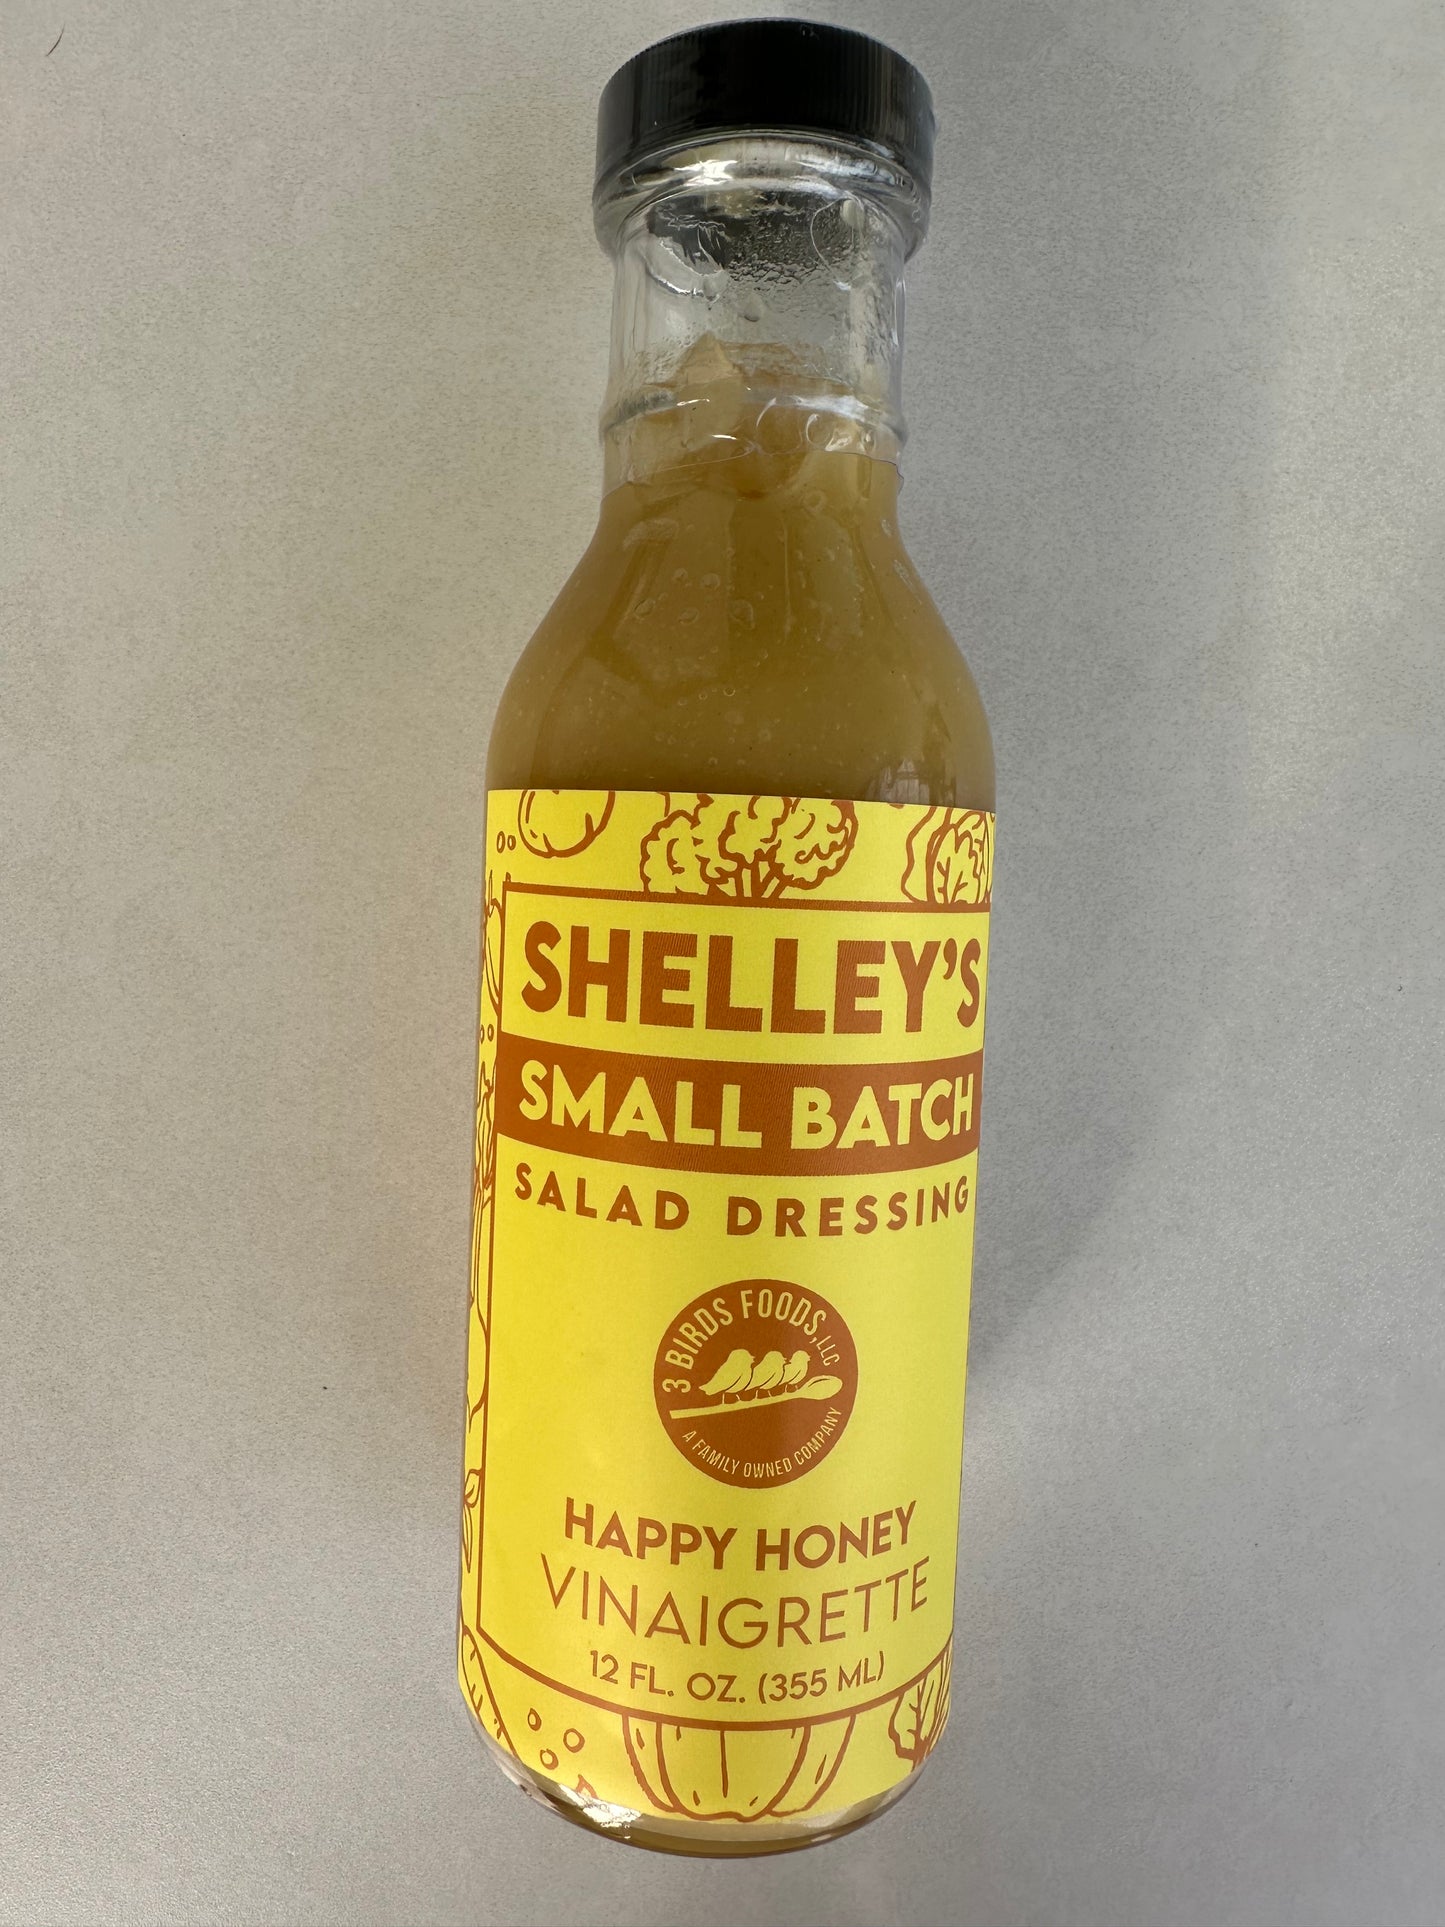 SHELLEY'S
SMALL BATCH
SALAD DRESSING
3 BIRDS FOODS, LLC
A FAMILY OWNED COMPANY
HAPPY HONEY
VINAIGRETTE
12 FL. OZ. (355 ML)